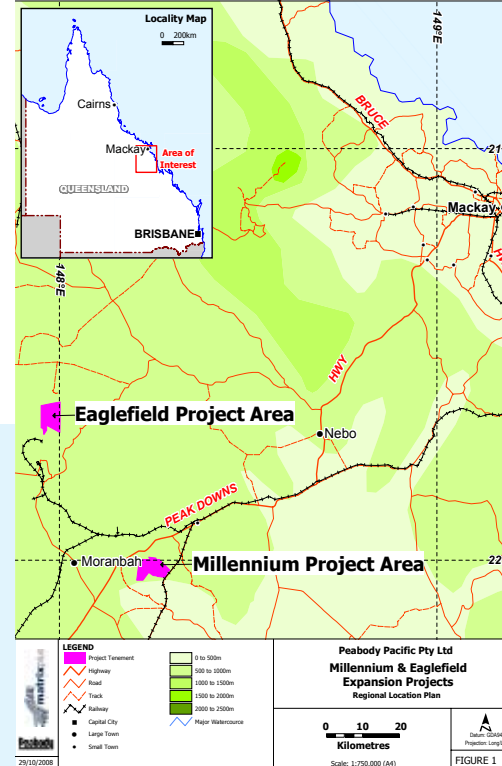 Locality Map
0 200km
Cairns
Mackay
Area of
Interest
QUEENSLAND
BRISBANE
149°E
BRUCE
21
Mackay
148°E
HWY
Eaglefield Project Area
Nebo
PEAK DOWNS
Moranbah
Millennium Project Area
22
LEGEND
Project Tenement
Highway
Road
Track
Railway
Capital City
Large Town
Small Town
0 to 500m
500 to 1000m
1000 to 1500m
1500 to 2000m
2000 to 2500m
Major Watercourse
matrixplus
Peabody
29/10/2008
Peabody Pacific Pty Ltd
Millennium & Eaglefield
Expansion Projects
Regional Location Plan
0 10 20
Kilometres
Scale: 1:750,000 (A4)
N
Datum: GDA94
FIGURE 1